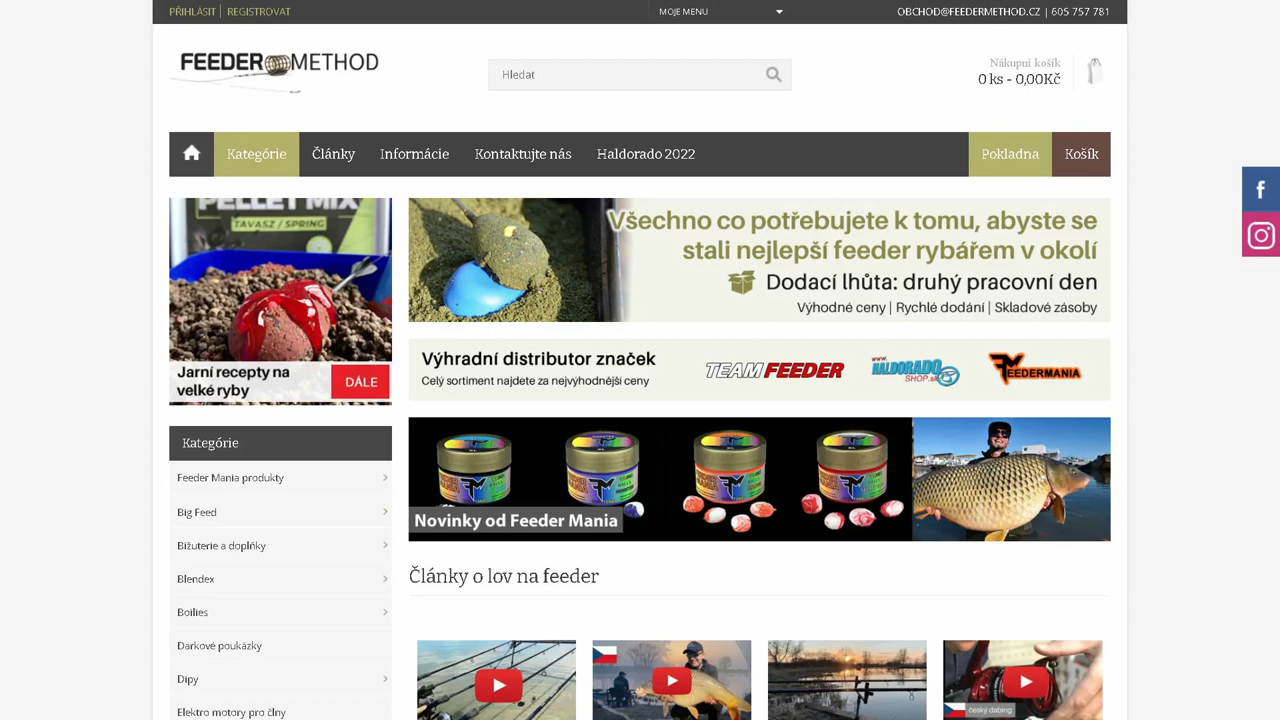 PŘIHLÁSIT | REGISTROVAT
MOJE MENU
OBCHOD@FEEDERMETHOD.CZ | 605 757 781
FEEDER METHOD
Hledat
Nákupní košík
0 ks - 0,00Kč
Kategórie
Články
Informácie
Kontaktujte nás
Haldorado 2022
Pokladna
Košík
PELLET MIX
TAVASZ / SPRING
Jarní recepty na
velké ryby
DÁLE
Všechno co potřebujete k tomu, abyste se
stali nejlepší feeder rybářem v okolí
Dodací lhůta: druhý pracovní den
Výhodné ceny | Rychlé dodání | Skladové zásoby
Výhradní distributor značek
Celý sortiment najdete za nejvýhodnější ceny
TEAM FEEDER
www.
HALDORADO
SHOP.sk
FEEDERMANIA
Novinky od Feeder Mania
Kategórie
Feeder Mania produkty
Big Feed
Bižuterie a doplňky
Blendex
Boilies
Darkové poukázky
Dipy
Elektro motory pro člny
Články o lov na feeder
český dabing